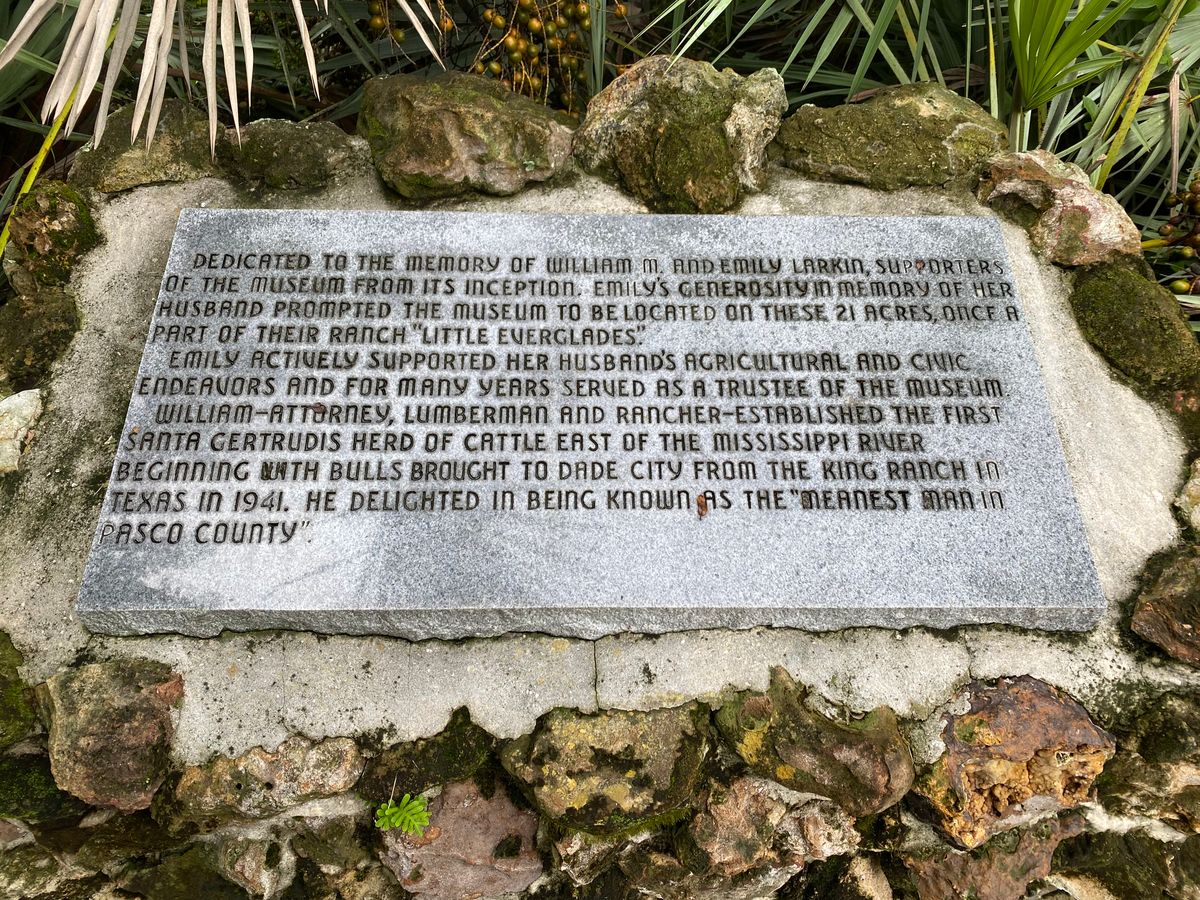 DEDICATED TO THE MEMORY OF WILLIAM M. AND EMILY LARKIN, SUPPORTERS
OF THE MUSEUM FROM ITS INCEPTION. EMILY'S GENEROSITY IN MEMORY OF HER
HUSBAND PROMPTED THE MUSEUM TO BE LOCATED ON THESE 21 ACRES, ONCE A
PART OF THEIR RANCH "LITTLE EVERGLADES".
EMILY ACTIVELY SUPPORTED HER HUSBAND'S AGRICULTURAL AND CIVIC
ENDEAVORS AND FOR MANY YEARS SERVED AS A TRUSTEE OF THE MUSEUM.
WILLIAM-ATTORNEY, LUMBERMAN AND RANCHER-ESTABLISHED THE FIRST
SANTA GERTRUDIS HERD OF CATTLE EAST OF THE MISSISSIPPI RIVER
BEGINNING WITH BULLS BROUGHT TO DADE CITY FROM THE KING RANCH IN
TEXAS IN 1941. HE DELIGHTED IN BEING KNOWN AS THE "MEANEST MAN IN
PASCO COUNTY".